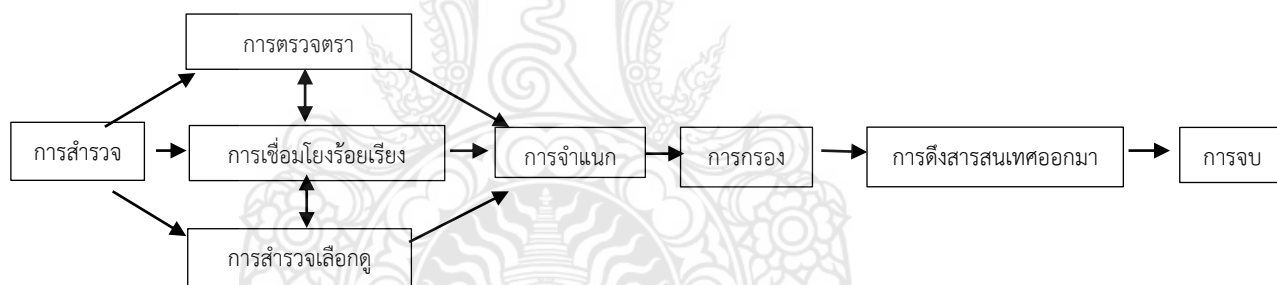 การตรวจตรา
การสำรวจ
การเชื่อมโยงร้อยเรียง
การจำแนก
การกรอง
การดึงสารสนเทศออกมา
การจบ
การสำรวจเลือกดู